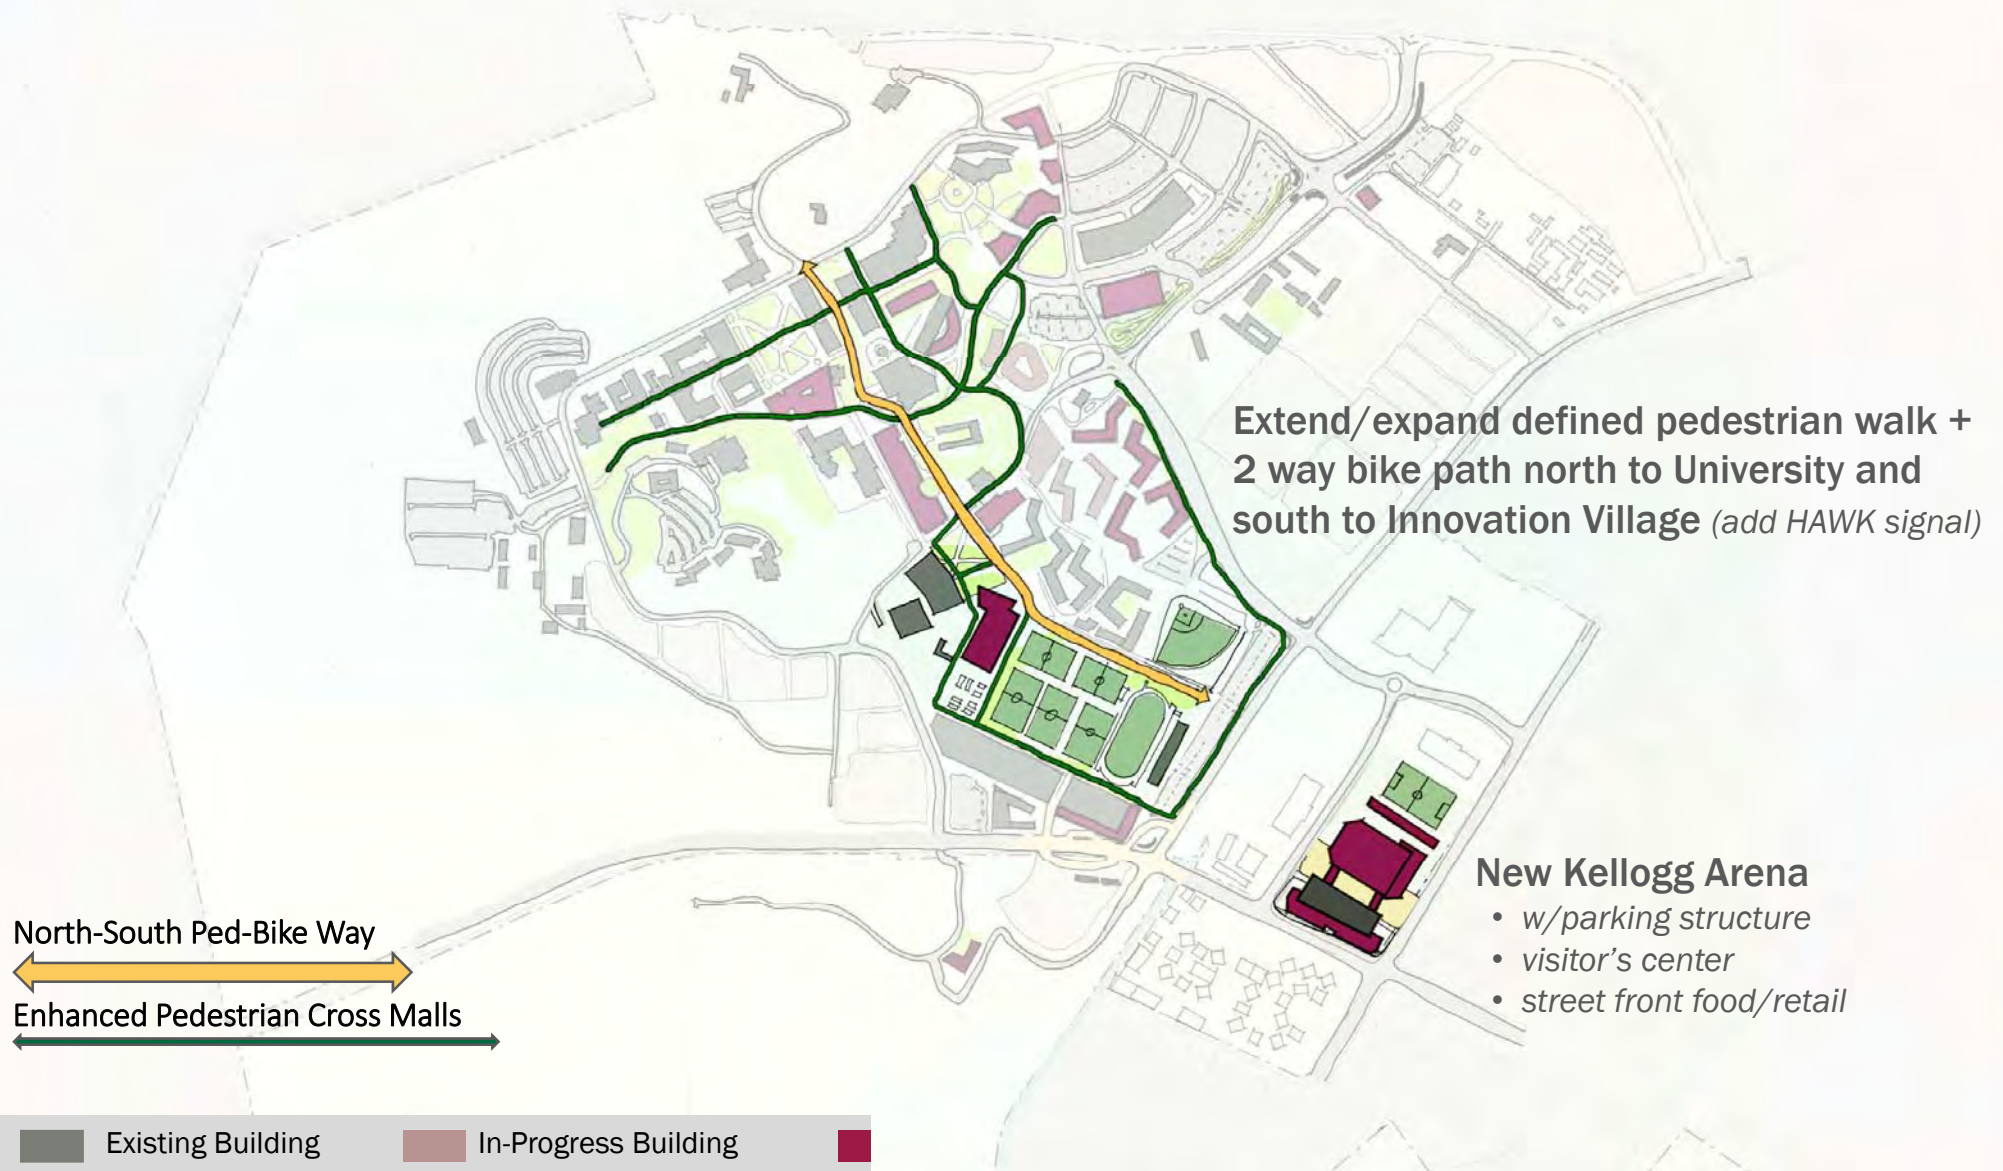 Extend/expand defined pedestrian walk +
2 way bike path north to University and
south to Innovation Village (add HAWK signal)
New Kellogg Arena
• w/parking structure
• visitor's center
• street front food/retail
North-South Ped-Bike Way
Enhanced Pedestrian Cross Malls
Existing Building
In-Progress Building